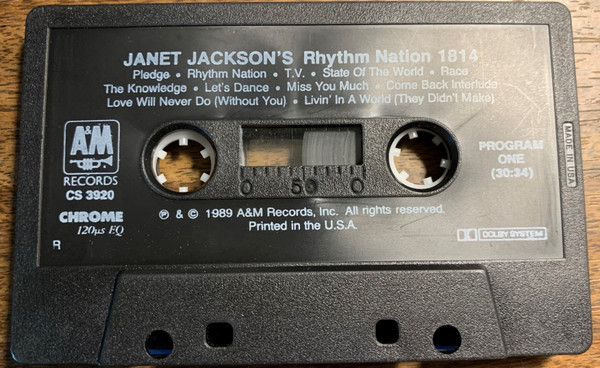 JANET JACKSON'S Rhythm Nation 1814
Pledge • Rhythm Nation • T.V. • State Of The World • Race
The Knowledge • Let's Dance • Miss You Much • Come Back Interlude
Love Will Never Do (Without You) • Livin' In A World (They Didn't Make)
A&M
RECORDS
CS 3920
CHROME
120µs EQ
R
0 50 0
PROGRAM
ONE
(30:34)
MADE IN U.S.A.
℗ & © 1989 A&M Records, Inc. All rights reserved.
Printed in the U.S.A.
DOLBY SYSTEM